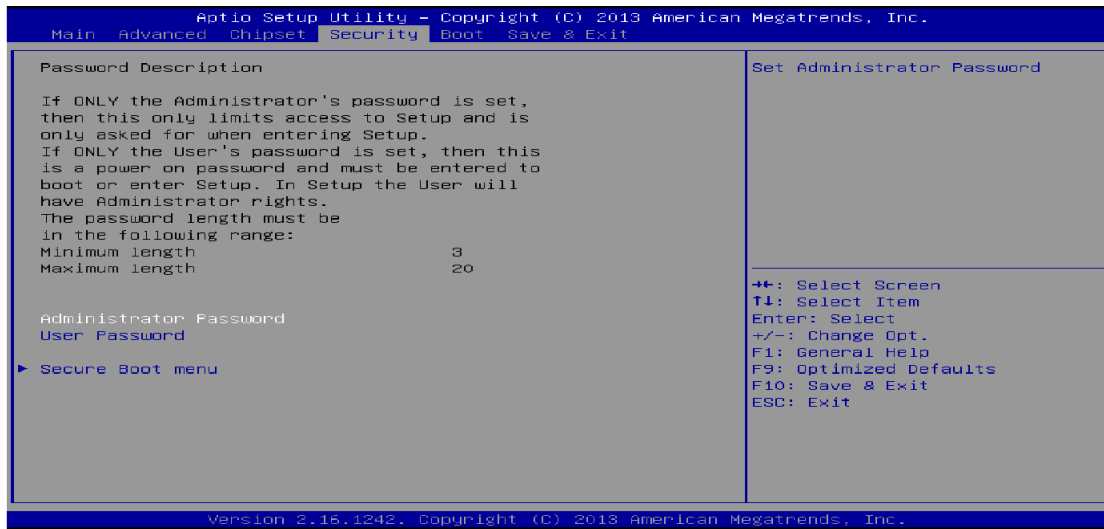 Aptio Setup Utility – Copyright (C) 2013 American Megatrends, Inc.
Main Advanced Chipset Security Boot Save & Exit
Password Description
If ONLY the Administrator's password is set,
then this only limits access to Setup and is
only asked for when entering Setup.
If ONLY the User's password is set, then this
is a power on password and must be entered to
boot or enter Setup. In Setup the User will
have Administrator rights.
The password length must be
in the following range:
Minimum length 3
Maximum length 20
Administrator Password
User Password
► Secure Boot menu
Set Administrator Password
→←: Select Screen
↑↓: Select Item
Enter: Select
+/-: Change Opt.
F1: General Help
F9: Optimized Defaults
F10: Save & Exit
ESC: Exit
Version 2.16.1242. Copyright (C) 2013 American Megatrends, Inc.